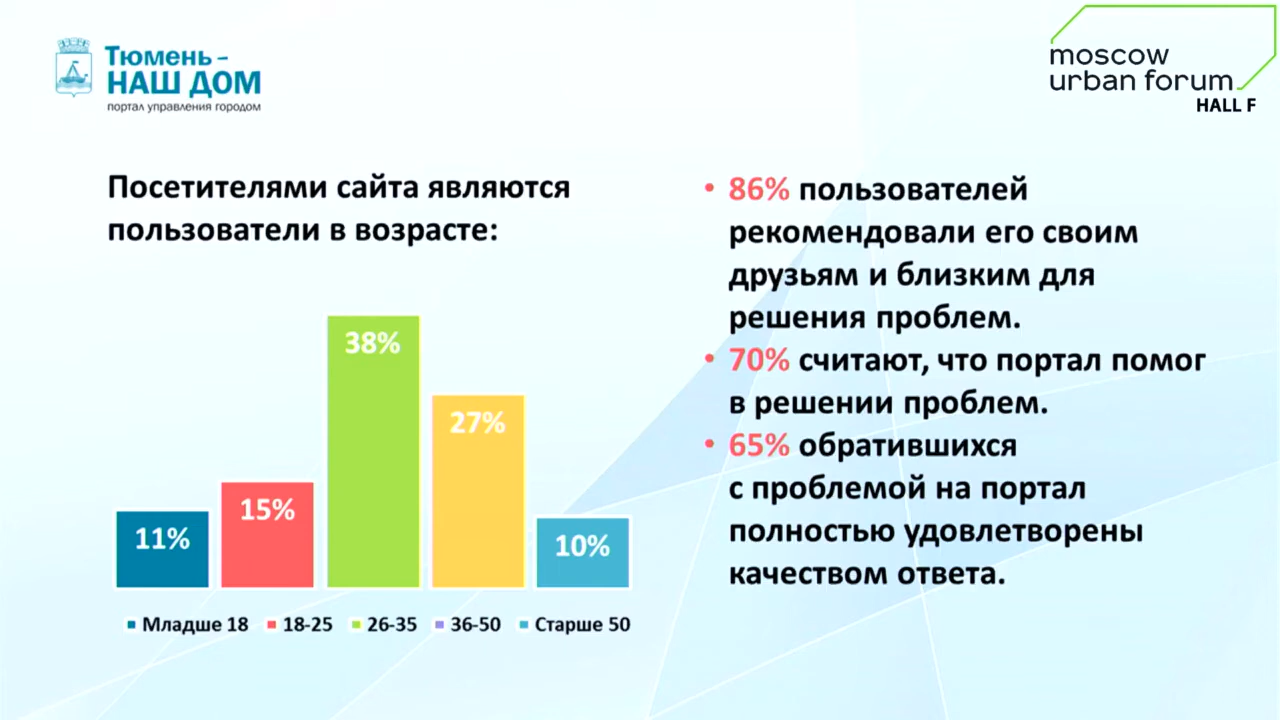 Тюмень –
НАШ ДОМ
портал управления городом
moscow
urban forum
HALL F
Посетителями сайта являются
пользователи в возрасте:
11%
15%
38%
27%
10%
Младше 18
18-25
26-35
36-50
Старше 50
• 86% пользователей
рекомендовали его своим
друзьям и близким для
решения проблем.
• 70% считают, что портал помог
в решении проблем.
• 65% обратившихся
с проблемой на портал
полностью удовлетворены
качеством ответа.